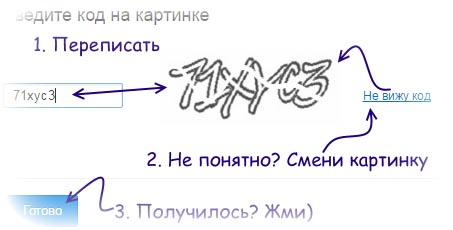 ведите код на картинке
1. Переписать
71хус3
71хус3
Не вижу код
2. Не понятно? Смени картинку
Готово
3. Получилось? Жми)